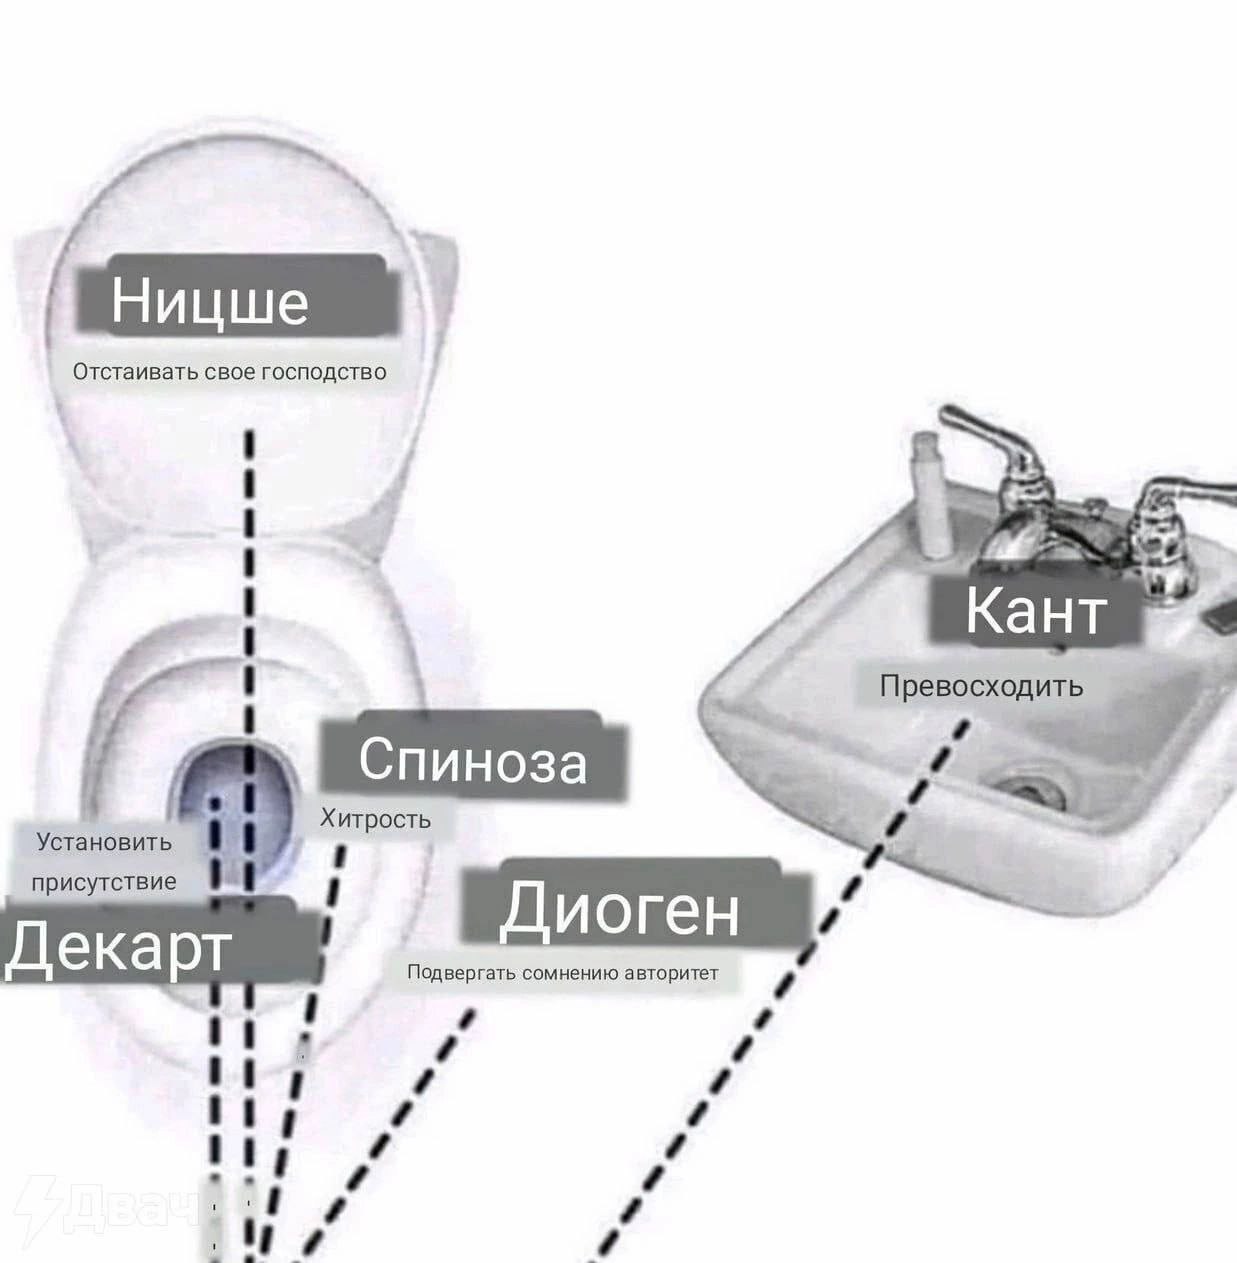 Ницше
Отстаивать свое господство
Кант
Превосходить
Спиноза
Хитрость
Установить
присутствие
Декарт
Диоген
Подвергать сомнению авторитет
Двач